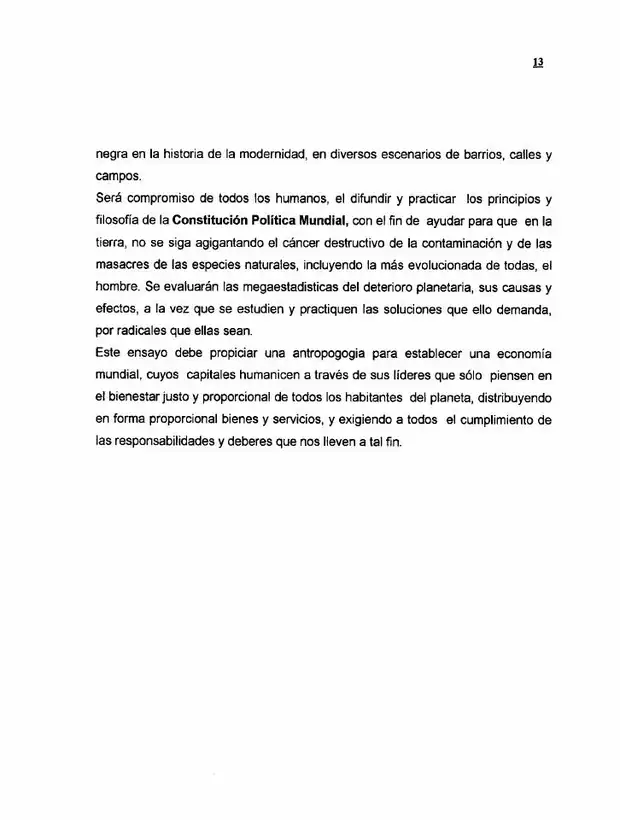 13
negra en la historia de la modernidad, en diversos escenarios de barrios, calles y
campos.
Será compromiso de todos los humanos, el difundir y practicar los principios y
filosofía de la Constitución Política Mundial, con el fin de ayudar para que en la
tierra, no se siga agigantando el cáncer destructivo de la contaminación y de las
masacres de las especies naturales, incluyendo la más evolucionada de todas, el
hombre. Se evaluarán las megaestadisticas del deterioro planetaria, sus causas y
efectos, a la vez que se estudien y practiquen las soluciones que ello demanda,
por radicales que ellas sean.
Este ensayo debe propiciar una antropogogia para establecer una economía
mundial, cuyos capitales humanicen a través de sus líderes que sólo piensen en
el bienestar justo y proporcional de todos los habitantes del planeta, distribuyendo
en forma proporcional bienes y servicios, y exigiendo a todos el cumplimiento de
las responsabilidades y deberes que nos lleven a tal fin.